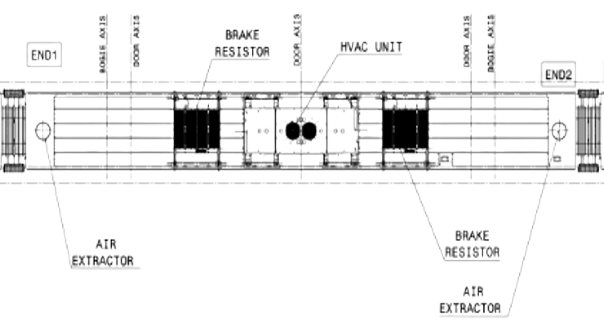 END1
BOGIE AXIS
DOOR AXIS
BRAKE
RESISTOR
DOOR AXIS
HVAC UNIT
DOOR AXIS
BOGIE AXIS
END2
AIR
EXTRACTOR
BRAKE
RESISTOR
AIR
EXTRACTOR